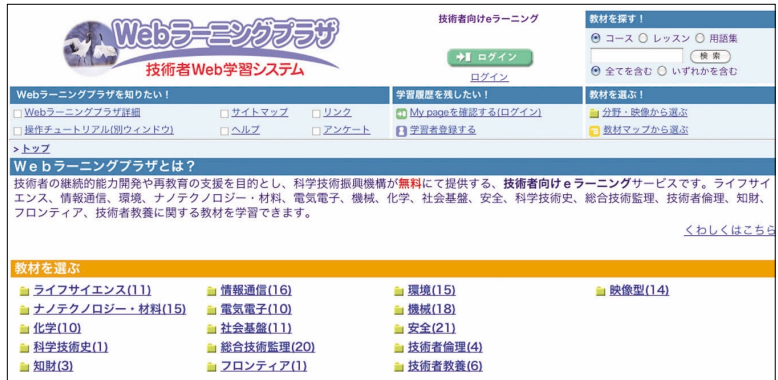 Webラーニングプラザ
技術者Web学習システム
技術者向けeラーニング
ログイン
ログイン
教材を探す！
コース レッスン 用語集
検 索
全てを含む いずれかを含む
Webラーニングプラザを知りたい！
Webラーニングプラザ詳細 サイトマップ リンク
操作チュートリアル(別ウィンドウ) ヘルプ アンケート
学習履歴を残したい！
My pageを確認する(ログイン)
学習者登録する
教材を選ぶ！
分野・映像から選ぶ
教材マップから選ぶ
>トップ
Ｗｅｂラーニングプラザとは？
技術者の継続的能力開発や再教育の支援を目的とし、科学技術振興機構が無料にて提供する、技術者向けｅラーニングサービスです。ライフサイ
エンス、情報通信、環境、ナノテクノロジー・材料、電気電子、機械、化学、社会基盤、安全、科学技術史、総合技術監理、技術者倫理、知財、
フロンティア、技術者教養に関する教材を学習できます。
くわしくはこちら
教材を選ぶ
ライフサイエンス(11) 情報通信(16) 環境(15) 映像型(14)
ナノテクノロジー・材料(15) 電気電子(10) 機械(18)
化学(10) 社会基盤(11) 安全(21)
科学技術史(1) 総合技術監理(20) 技術者倫理(4)
知財(3) フロンティア(1) 技術者教養(6)